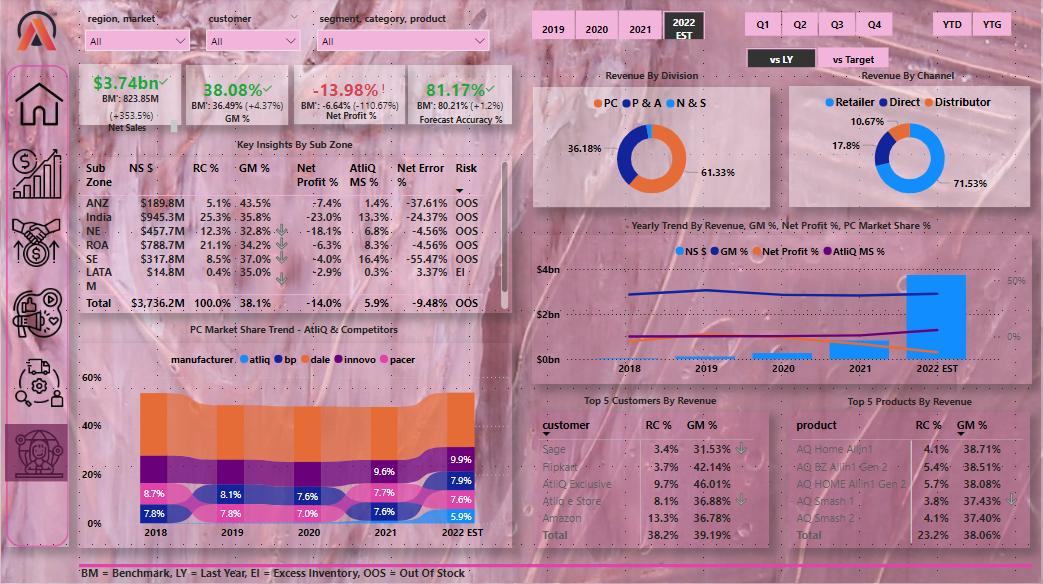 region, market
customer
segment, category, product
All
All
All
2019
2020
2021
2022 EST
Q1
Q2
Q3
Q4
YTD
YTG
vs LY
vs Target
$3.74bn✓
BM*: 823.85M
(+353.5%)
Net Sales
38.08%✓
BM*: 36.49% (+4.37%)
GM %
-13.98%!
BM*: -6.64% (-110.67%)
Net Profit %
81.17%✓
BM*: 80.21% (+1.2%)
Forecast Accuracy %
Revenue By Division
PC P & A N & S
36.18%
61.33%
Revenue By Channel
Retailer Direct Distributor
10.67%
17.8%
71.53%
Key Insights By Sub Zone
Sub Zone NS $ RC % GM % Net Profit % AtliQ MS % Net Error % Risk
ANZ $189.8M 5.1% 43.5% -7.4% 1.4% -37.61% OOS
India $945.3M 25.3% 35.8% -23.0% 13.3% -24.37% OOS
NE $457.7M 12.3% 32.8% -18.1% 6.8% -4.56% OOS
ROA $788.7M 21.1% 34.2% -6.3% 8.3% -4.56% OOS
SE $317.8M 8.5% 37.0% -4.0% 16.4% -55.47% OOS
LATAM $14.8M 0.4% 35.0% -2.9% 0.3% 3.37% EI
Total $3,736.2M 100.0% 38.1% -14.0% 5.9% -9.48% OOS
Yearly Trend By Revenue, GM %, Net Profit %, PC Market Share %
NS $ GM % Net Profit % AtliQ MS %
$4bn
$2bn
$0bn
50%
0%
2018 2019 2020 2021 2022 EST
PC Market Share Trend - AtliQ & Competitors
manufacturer atliq bp dale innovo pacer
60%
40%
20%
0%
8.7%
7.8%
8.1%
7.8%
7.6%
7.0%
9.6%
7.7%
7.6%
9.9%
7.9%
7.6%
5.9%
2018 2019 2020 2021 2022 EST
Top 5 Customers By Revenue
customer RC % GM %
Sage 3.4% 31.53%
Flipkart 3.7% 42.14%
AtliQ Exclusive 9.7% 46.01%
Atliq e Store 8.1% 36.88%
Amazon 13.3% 36.78%
Total 38.2% 39.19%
Top 5 Products By Revenue
product RC % GM %
AQ Home Allin1 4.1% 38.71%
AQ BZ Allin1 Gen 2 5.4% 38.51%
AQ HOME Allin1 Gen 2 5.7% 38.08%
AQ Smash 1 3.8% 37.43%
AQ Smash 2 4.1% 37.40%
Total 23.2% 38.06%
BM = Benchmark, LY = Last Year, EI = Excess Inventory, OOS = Out Of Stock